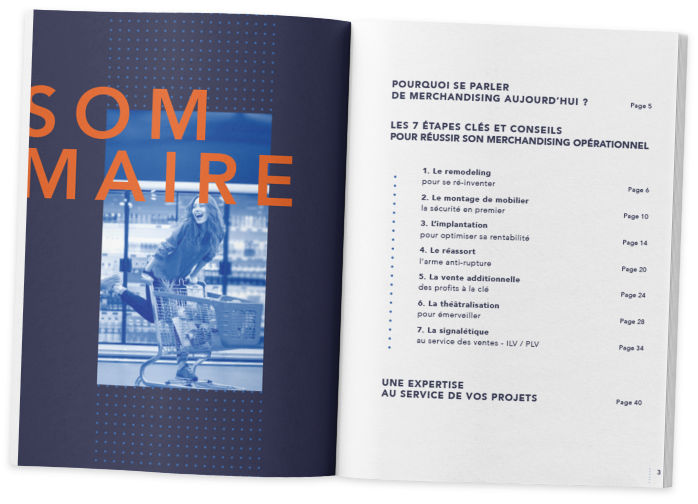 SOM
MAIRE
POURQUOI SE PARLER
DE MERCHANDISING AUJOURD'HUI ? Page 5
LES 7 ÉTAPES CLÉS ET CONSEILS
POUR RÉUSSIR SON MERCHANDISING OPÉRATIONNEL
1. Le remodeling
pour se ré-inventer Page 6
2. Le montage de mobilier
la sécurité en premier Page 10
3. L'implantation
pour optimiser sa rentabilité Page 14
4. Le réassort
l'arme anti-rupture Page 20
5. La vente additionnelle
des profits à la clé Page 24
6. La théâtralisation
pour émerveiller Page 28
7. La signalétique
au service des ventes - ILV / PLV Page 34
UNE EXPERTISE
AU SERVICE DE VOS PROJETS Page 40
3